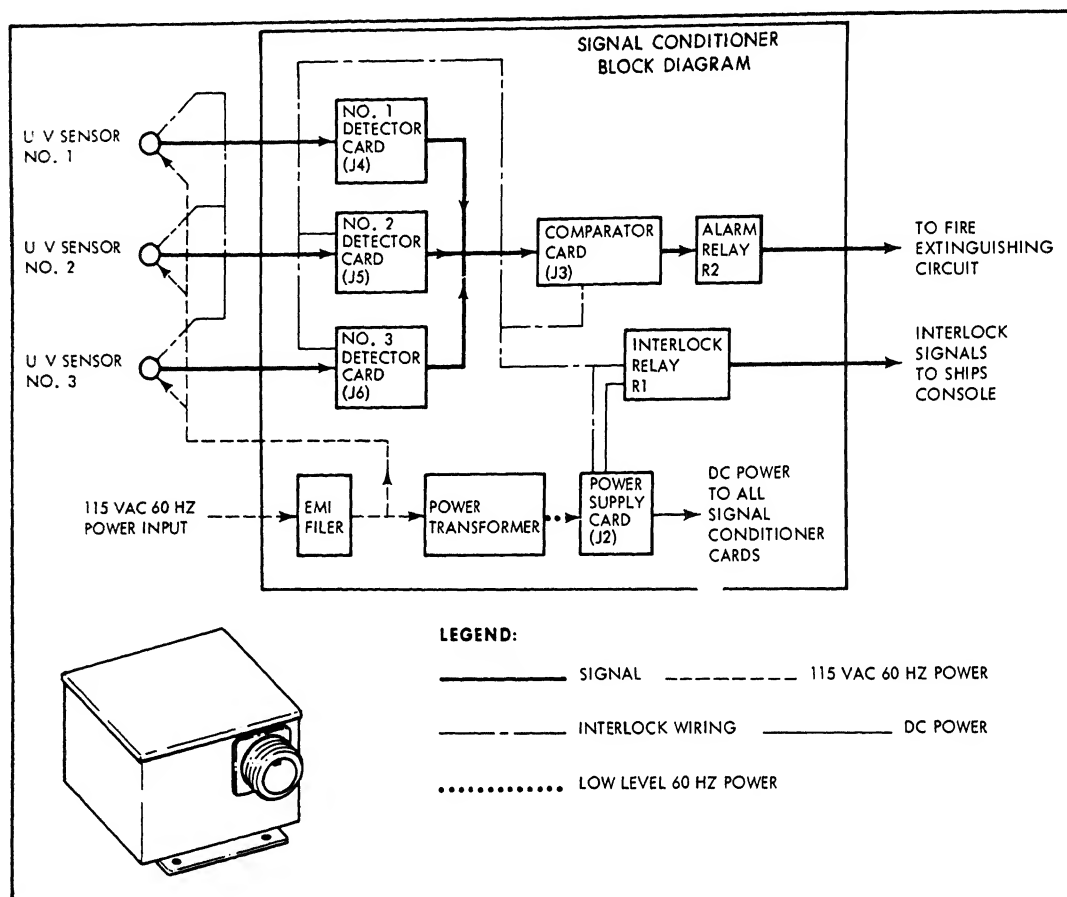 SIGNAL CONDITIONER
BLOCK DIAGRAM
U V SENSOR
NO. 1
NO. 1
DETECTOR
CARD
(J4)
U V SENSOR
NO. 2
NO. 2
DETECTOR
CARD
(J5)
COMPARATOR
CARD
(J3)
ALARM
RELAY
R2
TO FIRE
EXTINGUISHING
CIRCUIT
U V SENSOR
NO. 3
NO. 3
DETECTOR
CARD
(J6)
INTERLOCK
RELAY
R1
INTERLOCK
SIGNALS
TO SHIPS
CONSOLE
115 VAC 60 HZ
POWER INPUT
EMI
FILER
POWER
TRANSFORMER
POWER
SUPPLY
CARD
(J2)
DC POWER
TO ALL
SIGNAL
CONDITIONER
CARDS
LEGEND:
SIGNAL
115 VAC 60 HZ POWER
INTERLOCK WIRING
DC POWER
LOW LEVEL 60 HZ POWER